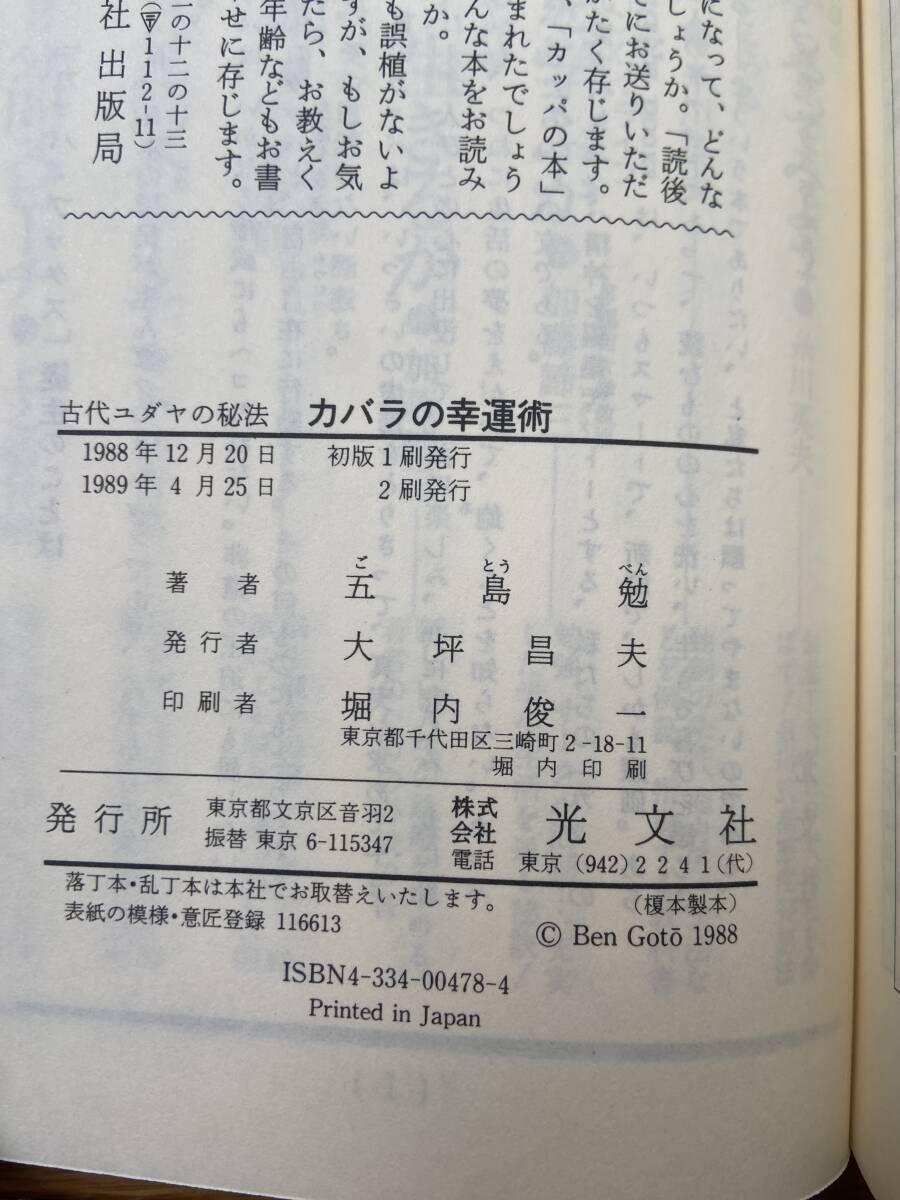 になって、どんな
しょうか。「読後
てにお送りいただ
がたく存じます。
、「カッパの本」
まれたでしょう
んな本をお読み
か。
も誤植がないよ
すが、もしお気
たら、お教えく
年齢などもお書
せに存じます。
一の十二の十三
(〒112-11)
社 出版局
古代ユダヤの秘法 カバラの幸運術
1988年12月20日 初版1刷発行
1989年4月25日 2刷発行
著者 五島勉
ご とう べん
発行者 大坪昌夫
印刷者 堀内俊一
東京都千代田区三崎町2-18-11
堀内印刷
発行所 東京都文京区音羽2 株式会社 光文社
振替 東京 6-115347 電話 東京 (942) 2241(代)
落丁本・乱丁本は本社でお取替えいたします。
表紙の模様・意匠登録 116613 (榎本製本)
© Ben Gotō 1988
ISBN4-334-00478-4
Printed in Japan